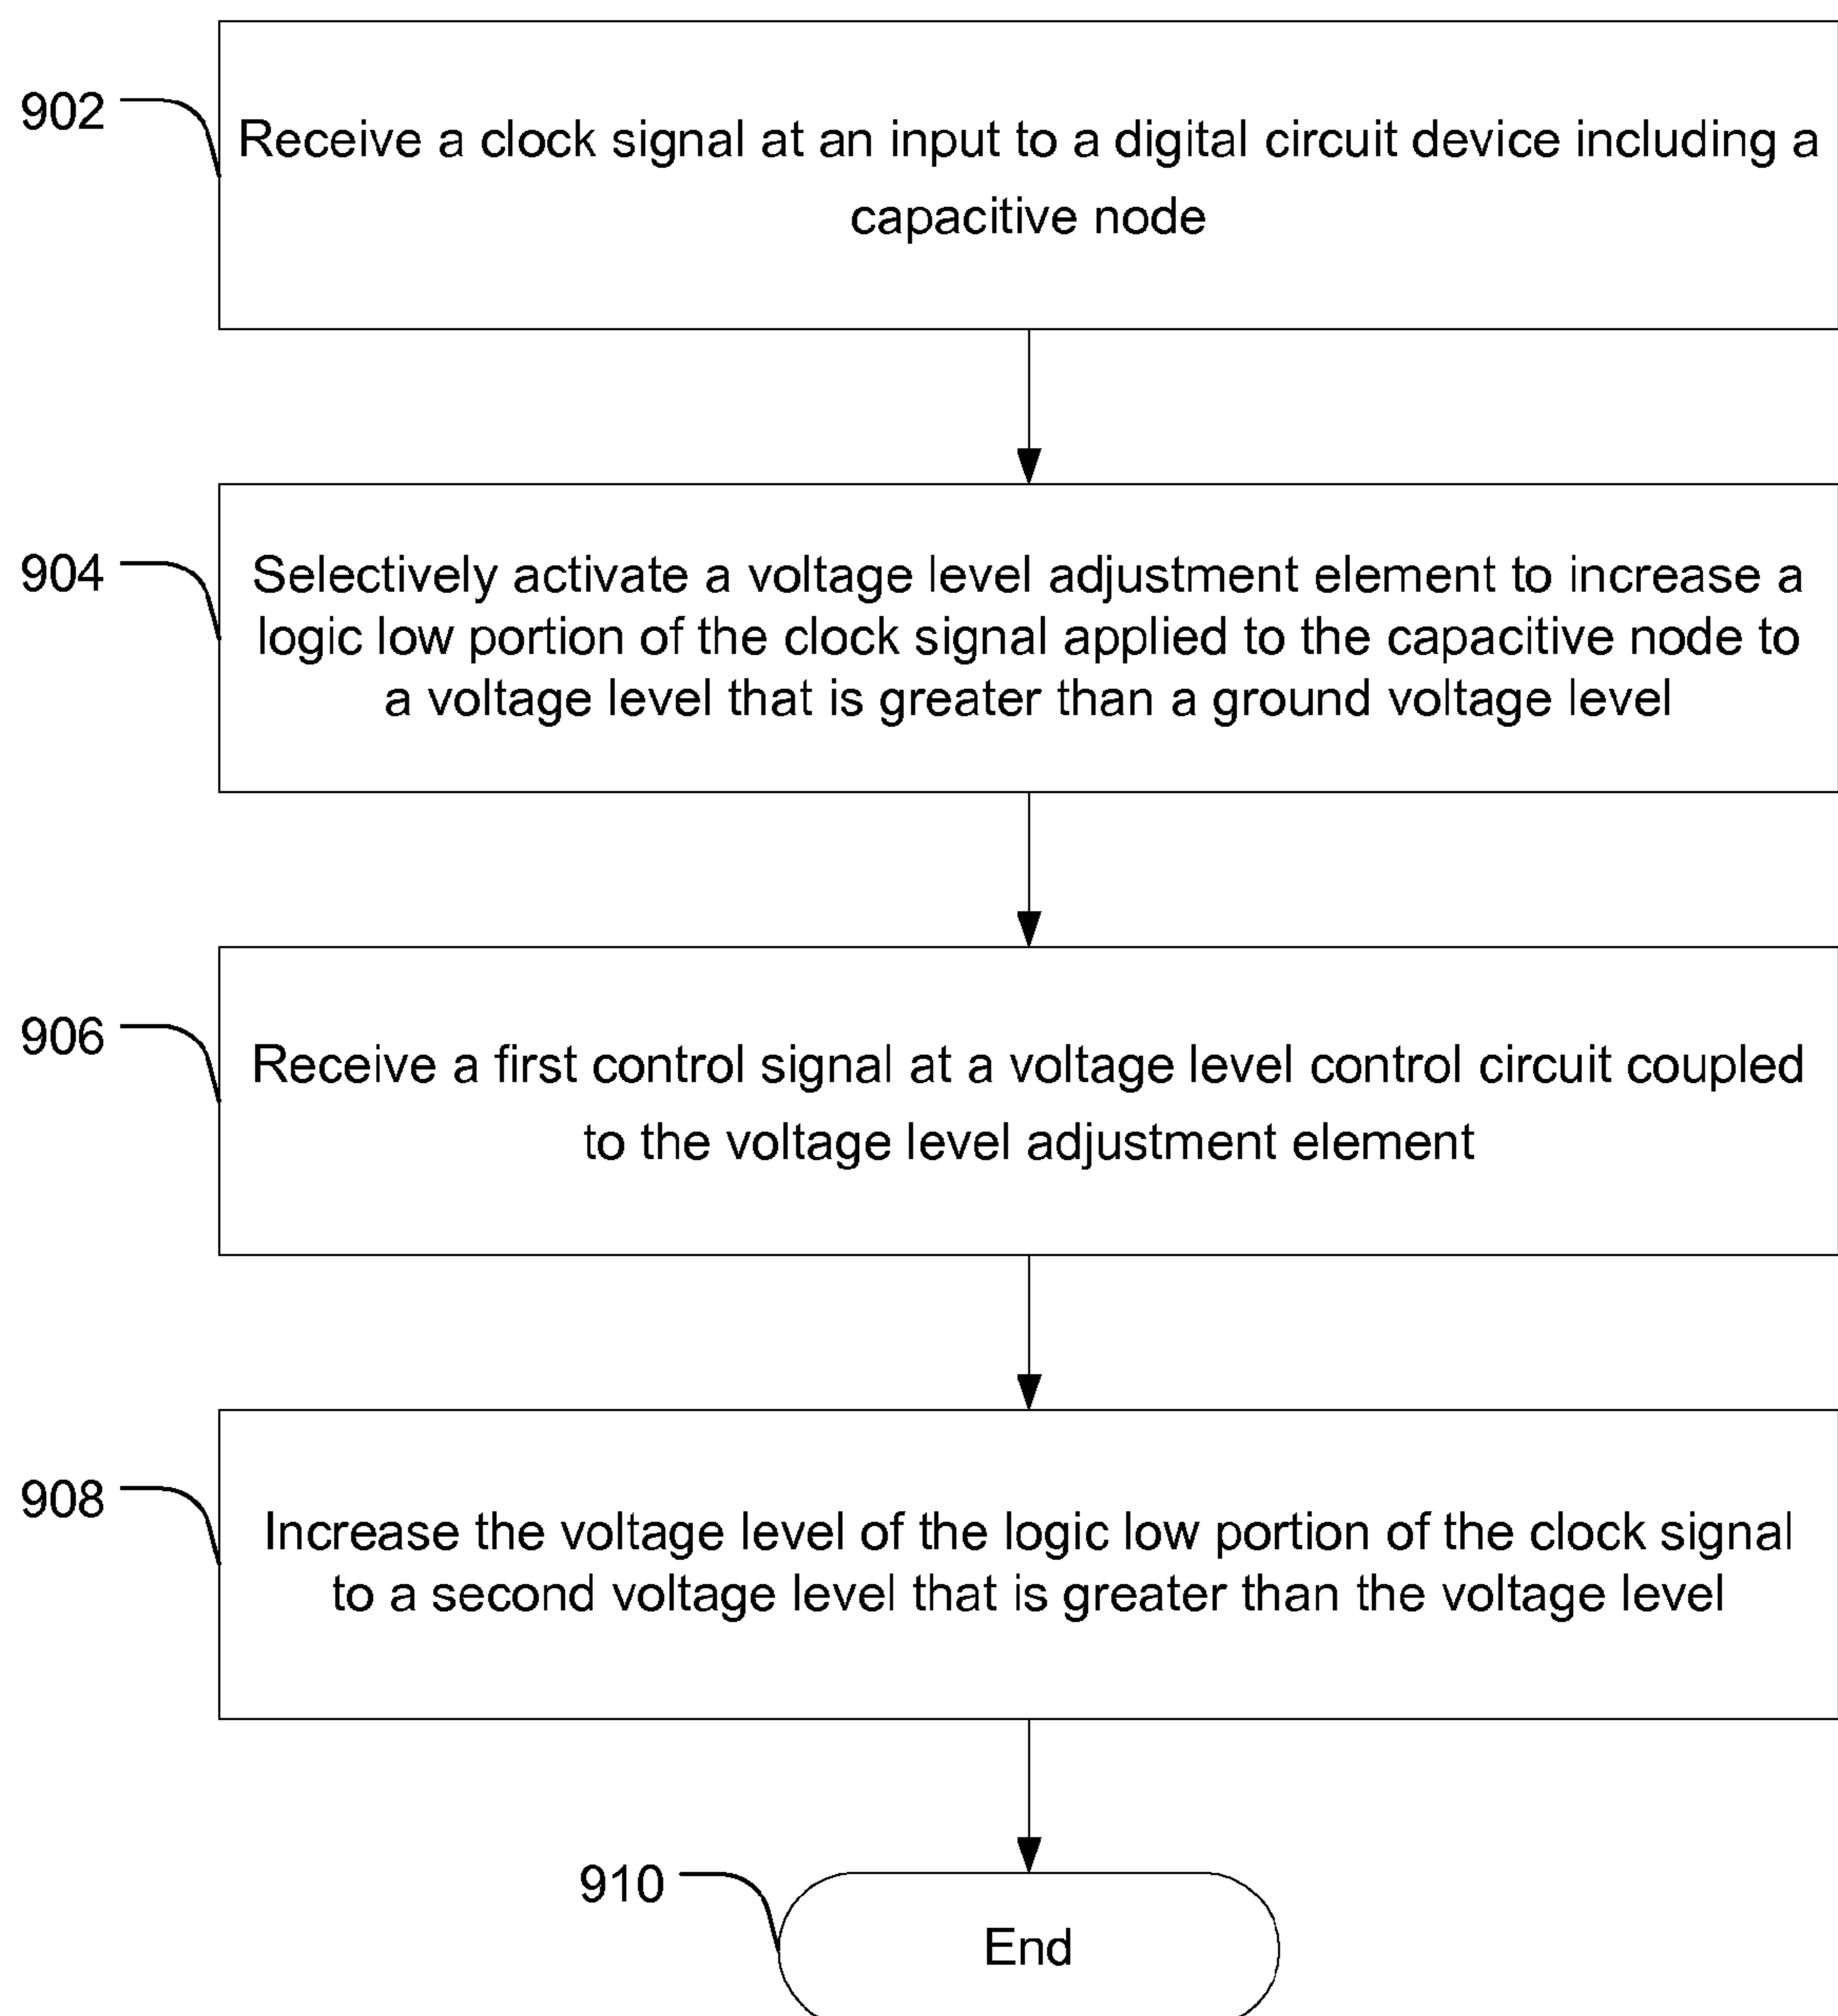 902
Receive a clock signal at an input to a digital circuit device including a
capacitive node
904
Selectively activate a voltage level adjustment element to increase a
logic low portion of the clock signal applied to the capacitive node to
a voltage level that is greater than a ground voltage level
906
Receive a first control signal at a voltage level control circuit coupled
to the voltage level adjustment element
908
Increase the voltage level of the logic low portion of the clock signal
to a second voltage level that is greater than the voltage level
910
End